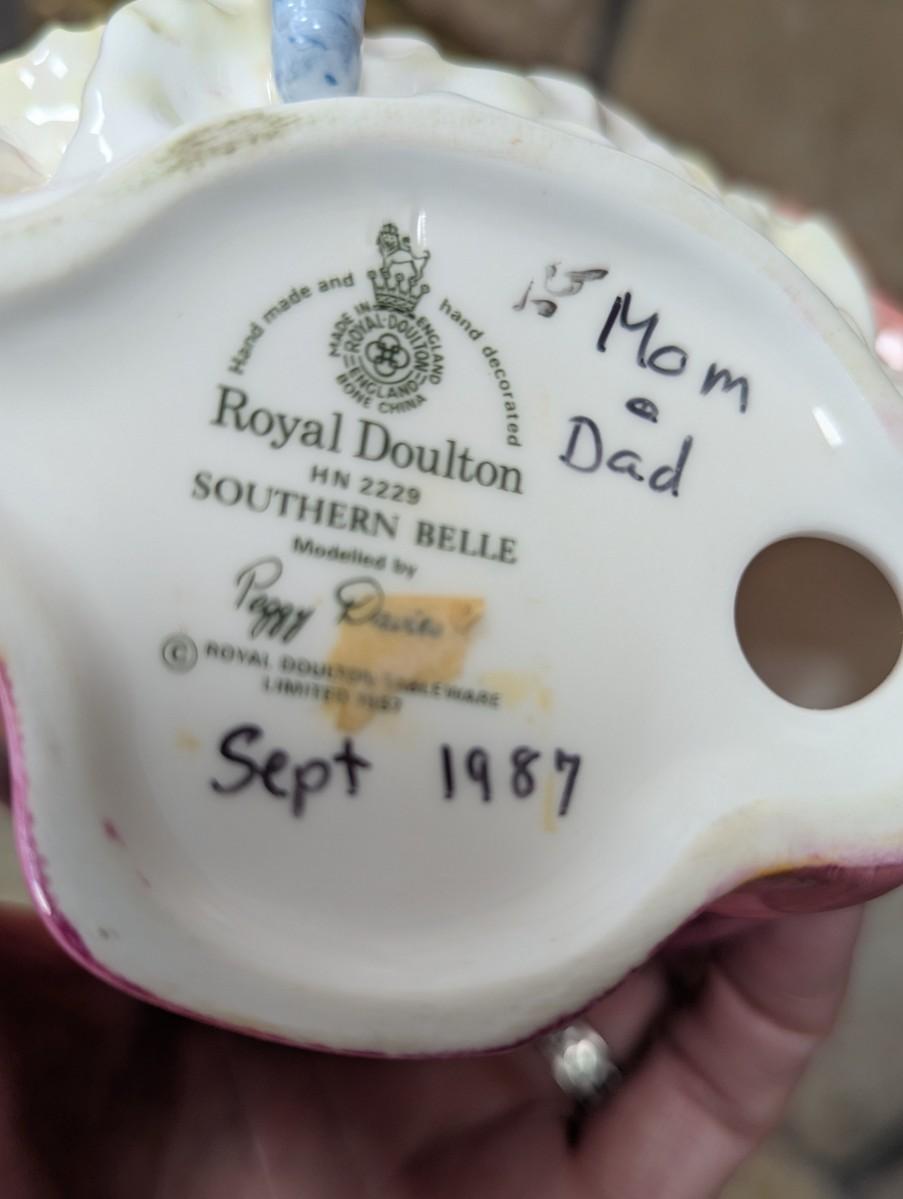 Hand made and hand decorated
MADE IN ENGLAND
ROYAL·DOULTON
ENGLAND
BONE CHINA
Royal Doulton
HN 2229
SOUTHERN BELLE
Modelled by
Peggy Davies
© ROYAL DOULTON TABLEWARE
LIMITED
Mom
Dad
Sept 1987